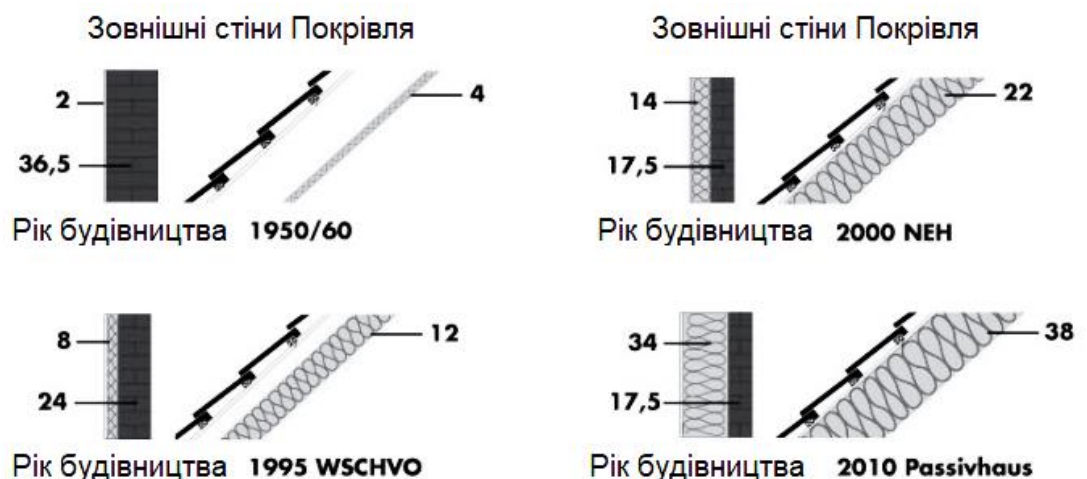 Зовнішні стіни Покрівля
2
36,5
4
Рік будівництва 1950/60
Зовнішні стіни Покрівля
14
17,5
22
Рік будівництва 2000 NEH
8
24
12
Рік будівництва 1995 WSCHVO
34
17,5
38
Рік будівництва 2010 Passivhaus